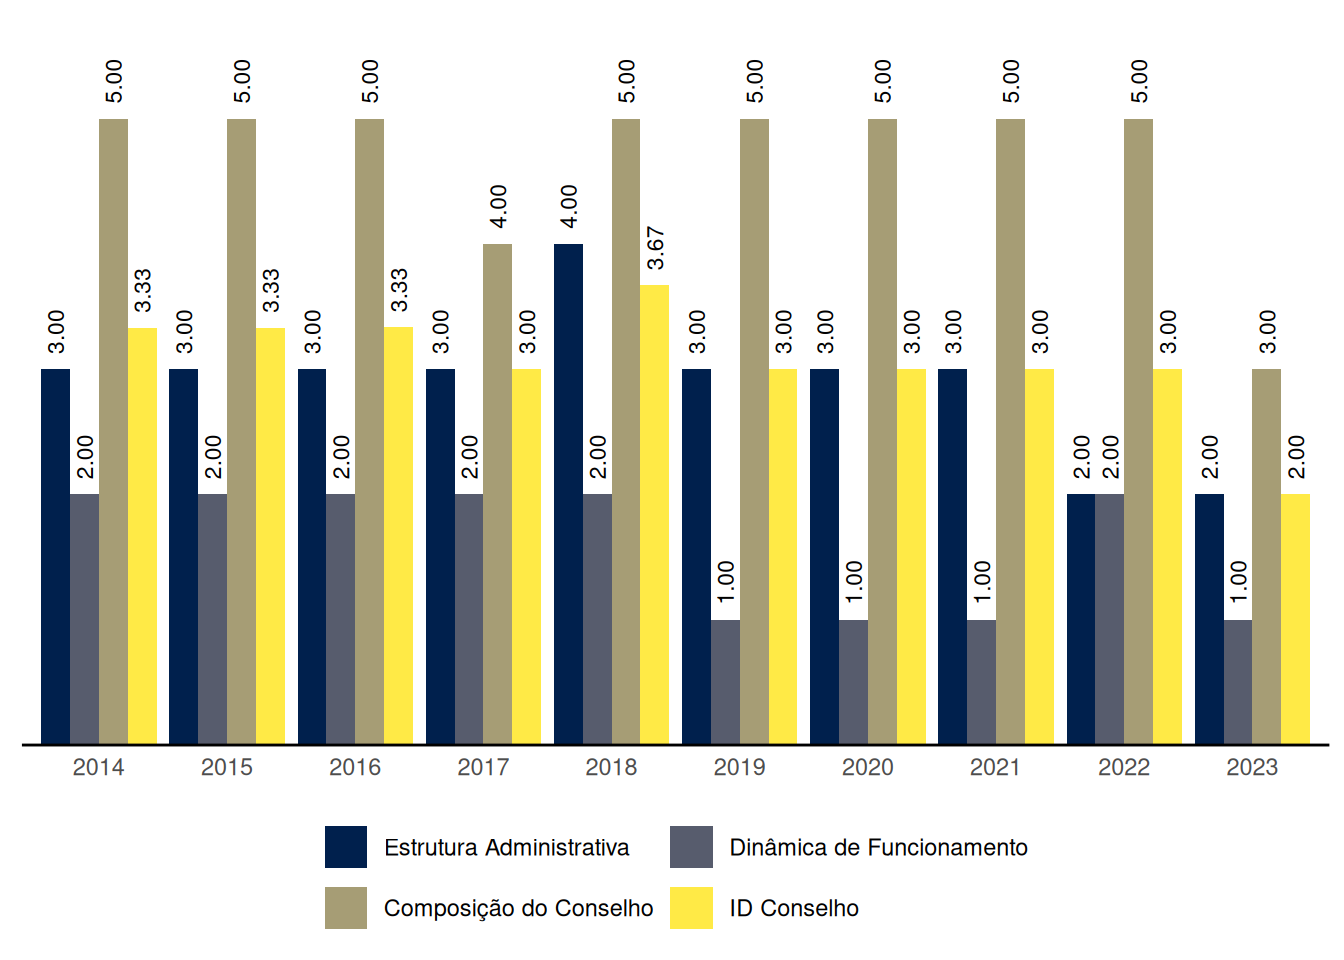 5.00 5.00 5.00 5.00 5.00 5.00 5.00 5.00
4.00 4.00
3.67
3.33 3.33 3.33
3.00 3.00 3.00 3.00 3.00 3.00 3.00 3.00 3.00 3.00 3.00 3.00 3.00
2.00 2.00 2.00 2.00 2.00 2.00 2.00 2.00 2.00
1.00 1.00 1.00 1.00
2014 2015 2016 2017 2018 2019 2020 2021 2022 2023
Estrutura Administrativa Dinâmica de Funcionamento
Composição do Conselho ID Conselho